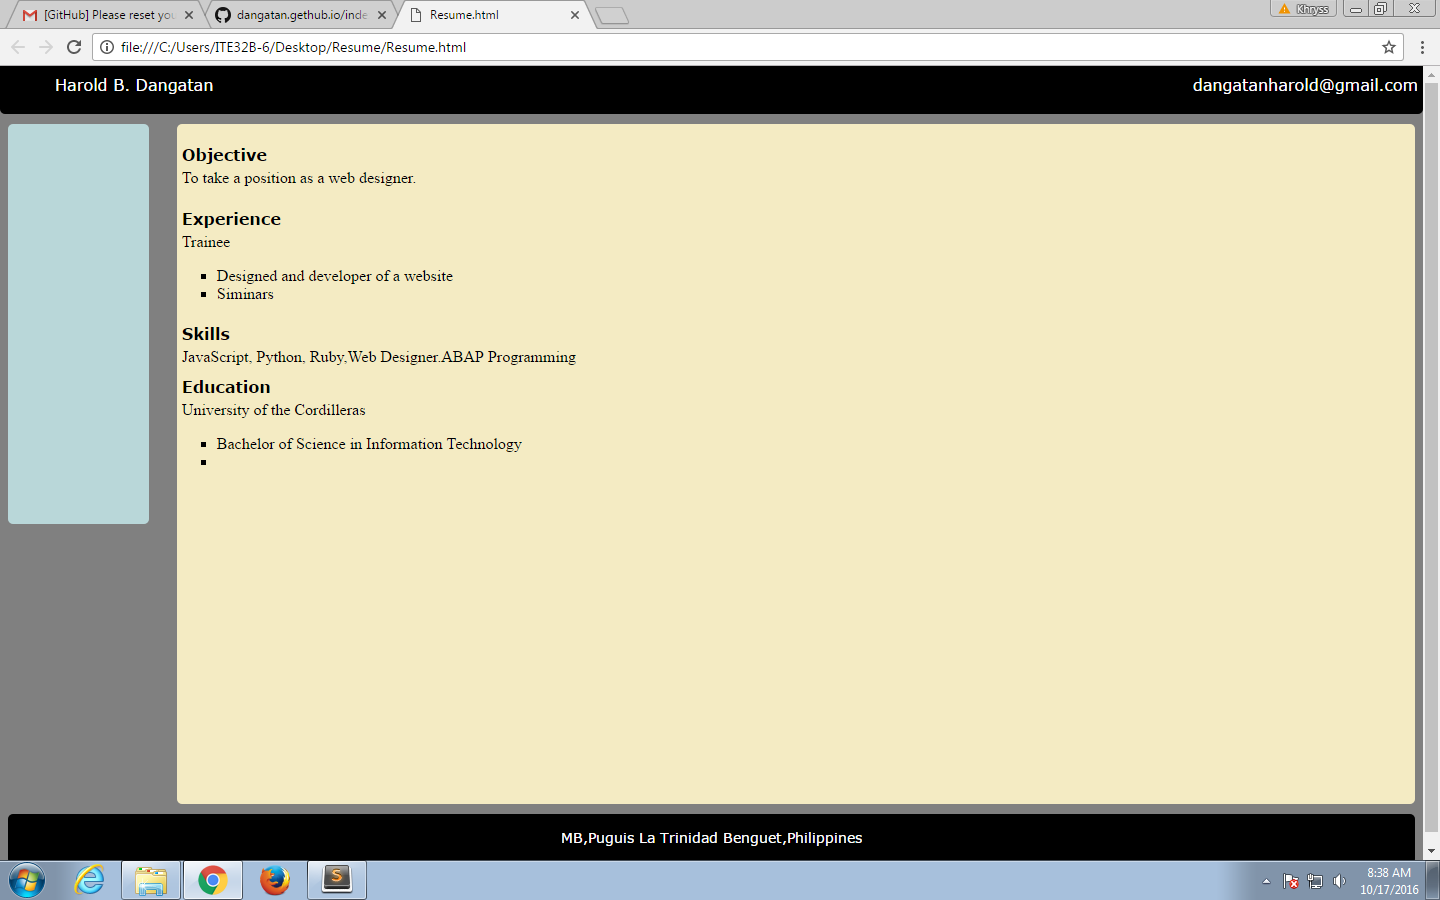 [GitHub] Please reset you
dangatan.gethub.io/inde
Resume.html
Khryss
file:///C:/Users/ITE32B-6/Desktop/Resume/Resume.html
Harold B. Dangatan
dangatanharold@gmail.com
Objective
To take a position as a web designer.
Experience
Trainee
Designed and developer of a website
Siminars
Skills
JavaScript, Python, Ruby,Web Designer.ABAP Programming
Education
University of the Cordilleras
Bachelor of Science in Information Technology
MB,Puguis La Trinidad Benguet,Philippines
8:38 AM
10/17/2016